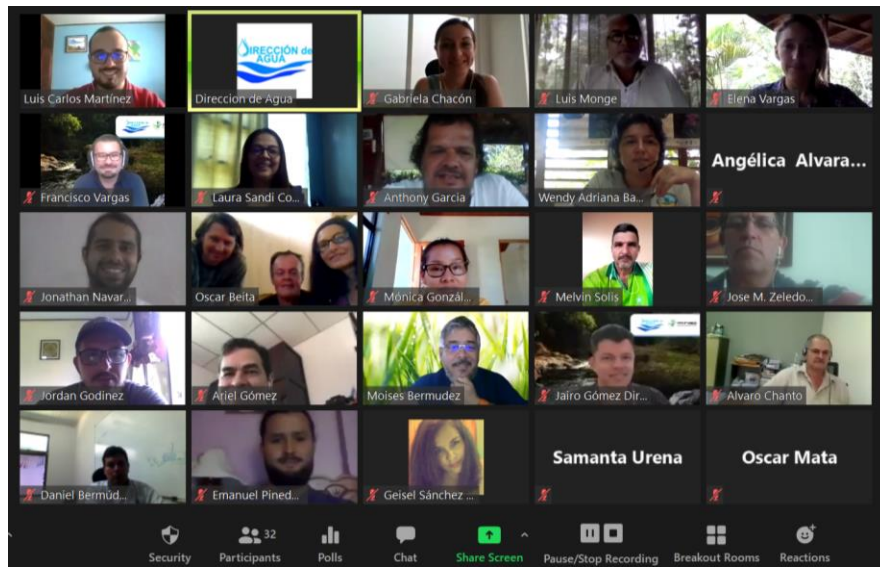 Luis Carlos Martínez
DIRECCIÓN de
AGUA
Direccion de Agua
Gabriela Chacón
Luis Monge
Elena Vargas
Francisco Vargas
Laura Sandi Co...
Anthony Garcia
Wendy Adriana Ba...
Angélica Alvara...
Jonathan Navar...
Oscar Beita
Mónica Gonzál...
Melvin Solis
Jose M. Zeledo...
Jordan Godinez
Ariel Gómez
Moises Bermudez
Jairo Gómez Dir...
Alvaro Chanto
Daniel Bermúd...
Emanuel Pined...
Geisel Sánchez ...
Samanta Urena
Oscar Mata
Security
Participants
32
Polls
Chat
Share Screen
Pause/Stop Recording
Breakout Rooms
Reactions